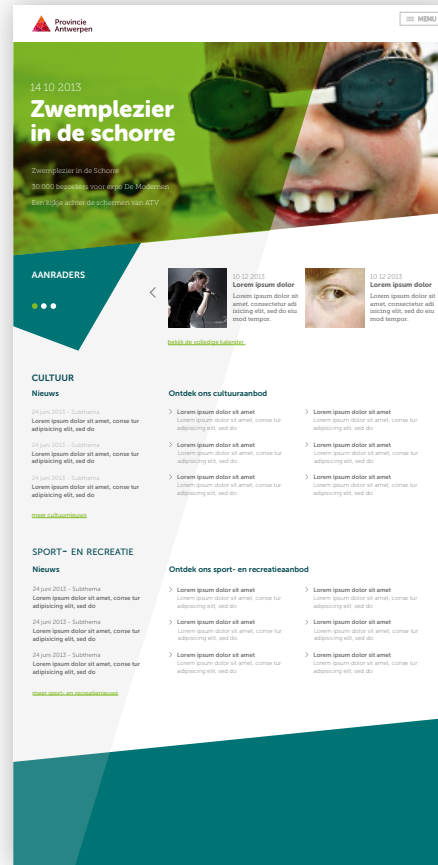 Provincie
Antwerpen
MENU
14 10 2013
Zwemplezier
in de schorre
Zwemplezier in de Schorre
30.000 bezoekers voor expo De Modernen
Een kijkje achter de schermen van ATV
AANRADERS
10 12 2013
Lorem ipsum dolor
Lorem ipsum dolor sit
amet, consectetur adi
isicing elit, sed do eiu
mod tempor.
10 12 2013
Lorem ipsum dolor
Lorem ipsum dolor sit
amet, consectetur adi
isicing elit, sed do eiu
mod tempor.
bekijk de volledige kalender
CULTUUR
Nieuws
24 juni 2013 - Subthema
Lorem ipsum dolor sit amet, conse tur
adipisicing elit, sed do
24 juni 2013 - Subthema
Lorem ipsum dolor sit amet, conse tur
adipisicing elit, sed do
24 juni 2013 - Subthema
Lorem ipsum dolor sit amet, conse tur
adipisicing elit, sed do
meer cultuurnieuws
Ontdek ons cultuuraanbod
Lorem ipsum dolor sit amet
Lorem ipsum dolor sit amet, conse tur
adipisicing elit, sed do
Lorem ipsum dolor sit amet
Lorem ipsum dolor sit amet, conse tur
adipisicing elit, sed do
Lorem ipsum dolor sit amet
Lorem ipsum dolor sit amet, conse tur
adipisicing elit, sed do
Lorem ipsum dolor sit amet
Lorem ipsum dolor sit amet, conse tur
adipisicing elit, sed do
Lorem ipsum dolor sit amet
Lorem ipsum dolor sit amet, conse tur
adipisicing elit, sed do
Lorem ipsum dolor sit amet
Lorem ipsum dolor sit amet, conse tur
adipisicing elit, sed do
SPORT- EN RECREATIE
Nieuws
24 juni 2013 - Subthema
Lorem ipsum dolor sit amet, conse tur
adipisicing elit, sed do
24 juni 2013 - Subthema
Lorem ipsum dolor sit amet, conse tur
adipisicing elit, sed do
24 juni 2013 - Subthema
Lorem ipsum dolor sit amet, conse tur
adipisicing elit, sed do
meer sport- en recreatienieuws
Ontdek ons sport- en recreatieaanbod
Lorem ipsum dolor sit amet
Lorem ipsum dolor sit amet, conse tur
adipisicing elit, sed do
Lorem ipsum dolor sit amet
Lorem ipsum dolor sit amet, conse tur
adipisicing elit, sed do
Lorem ipsum dolor sit amet
Lorem ipsum dolor sit amet, conse tur
adipisicing elit, sed do
Lorem ipsum dolor sit amet
Lorem ipsum dolor sit amet, conse tur
adipisicing elit, sed do
Lorem ipsum dolor sit amet
Lorem ipsum dolor sit amet, conse tur
adipisicing elit, sed do
Lorem ipsum dolor sit amet
Lorem ipsum dolor sit amet, conse tur
adipisicing elit, sed do